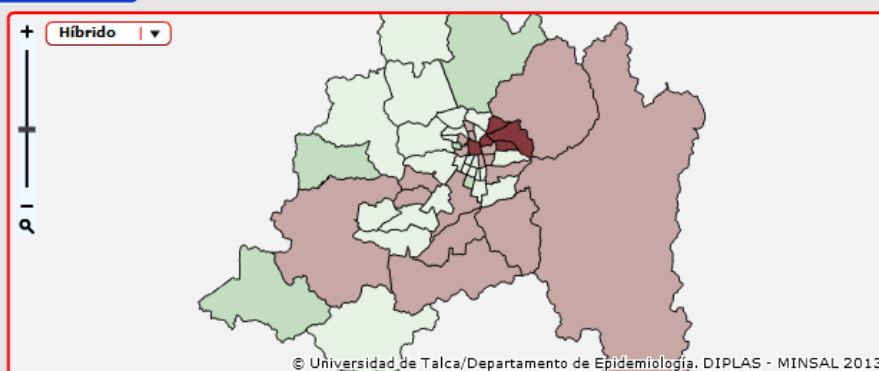 +
Híbrido
© Universidad de Talca/Departamento de Epidemiología. DIPLAS - MINSAL 2013